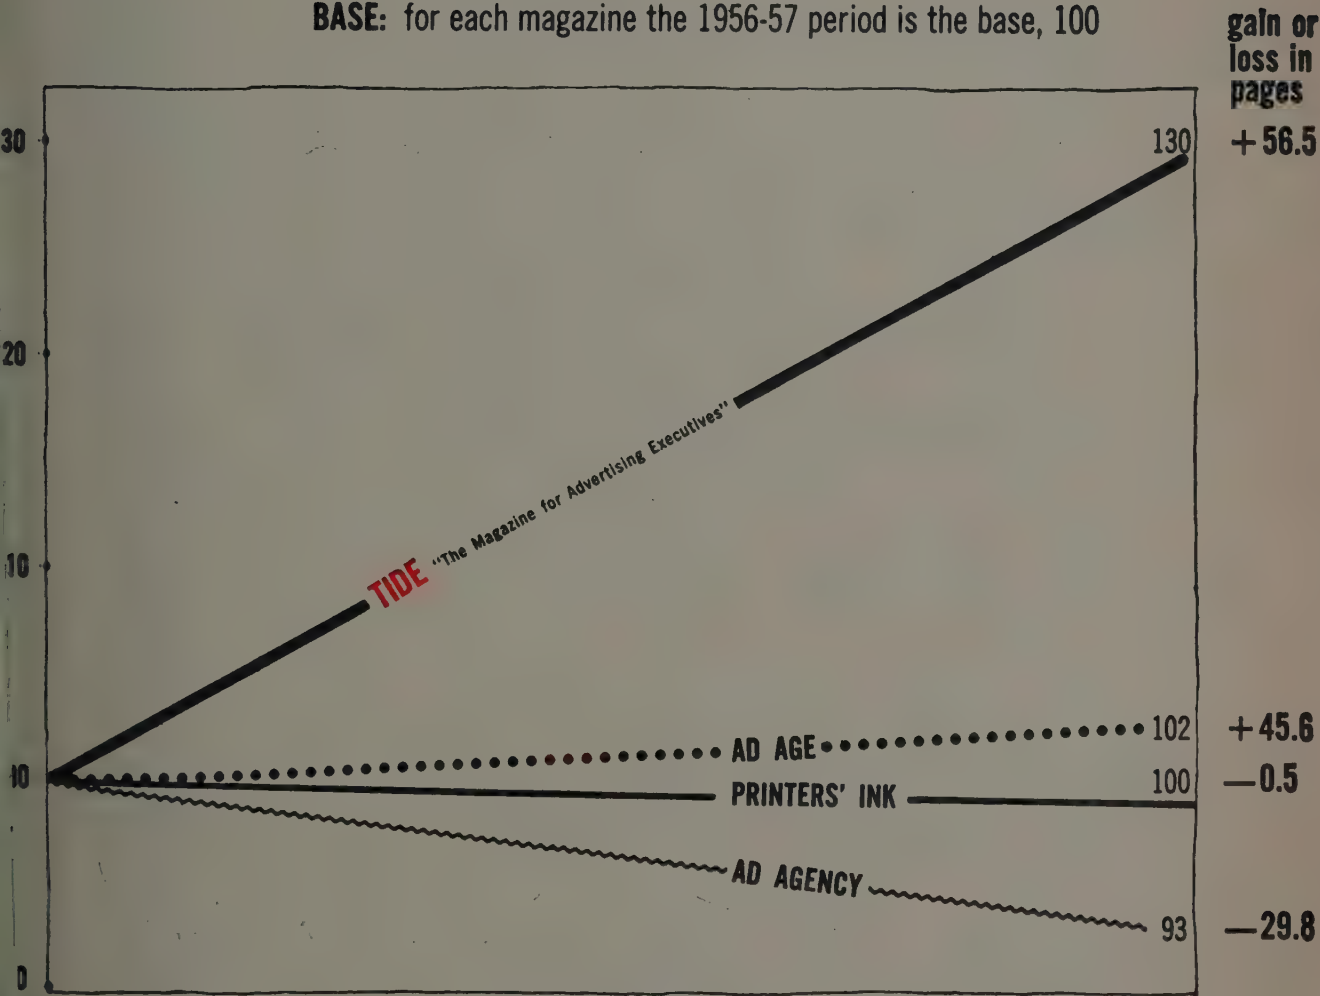 BASE: for each magazine the 1956-57 period is the base, 100
gain or
loss in
pages
30
130
+56.5
20
TIDE "The Magazine for Advertising Executives"
10
AD AGE
102
+45.6
PRINTERS' INK
100
—0.5
AD AGENCY
93
—29.8